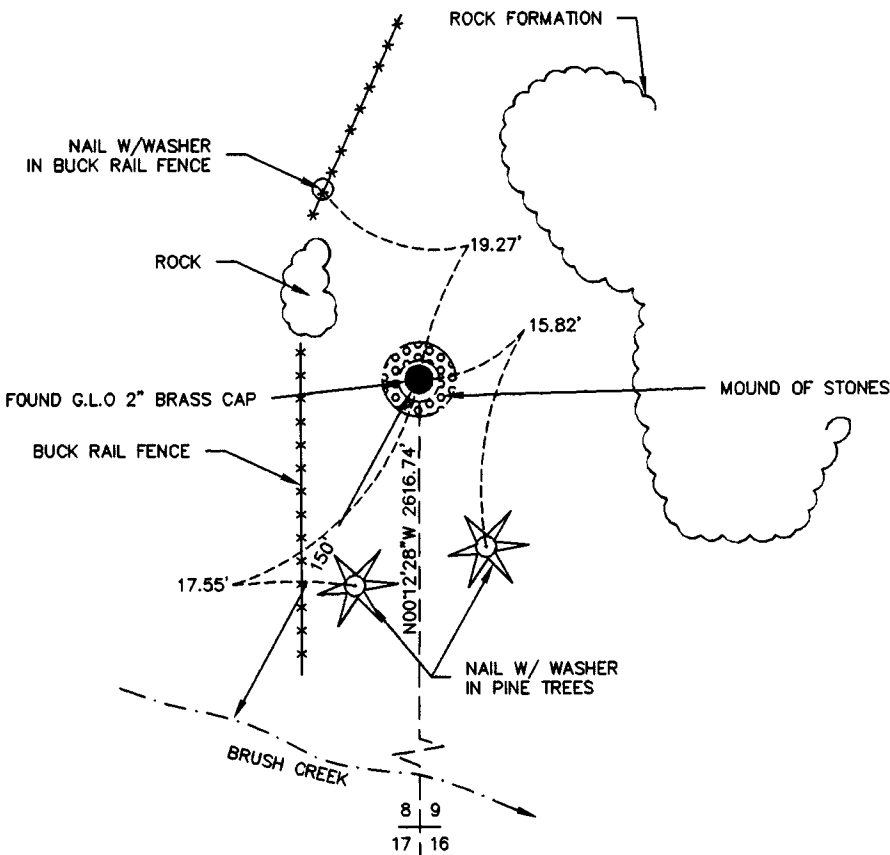 ROCK FORMATION
NAIL W/WASHER
IN BUCK RAIL FENCE
19.27'
ROCK
15.82'
FOUND G.L.O 2" BRASS CAP
MOUND OF STONES
BUCK RAIL FENCE
N00°12'28"W 2616.74'
150'
17.55'
NAIL W/ WASHER
IN PINE TREES
BRUSH CREEK
8 9
17 16